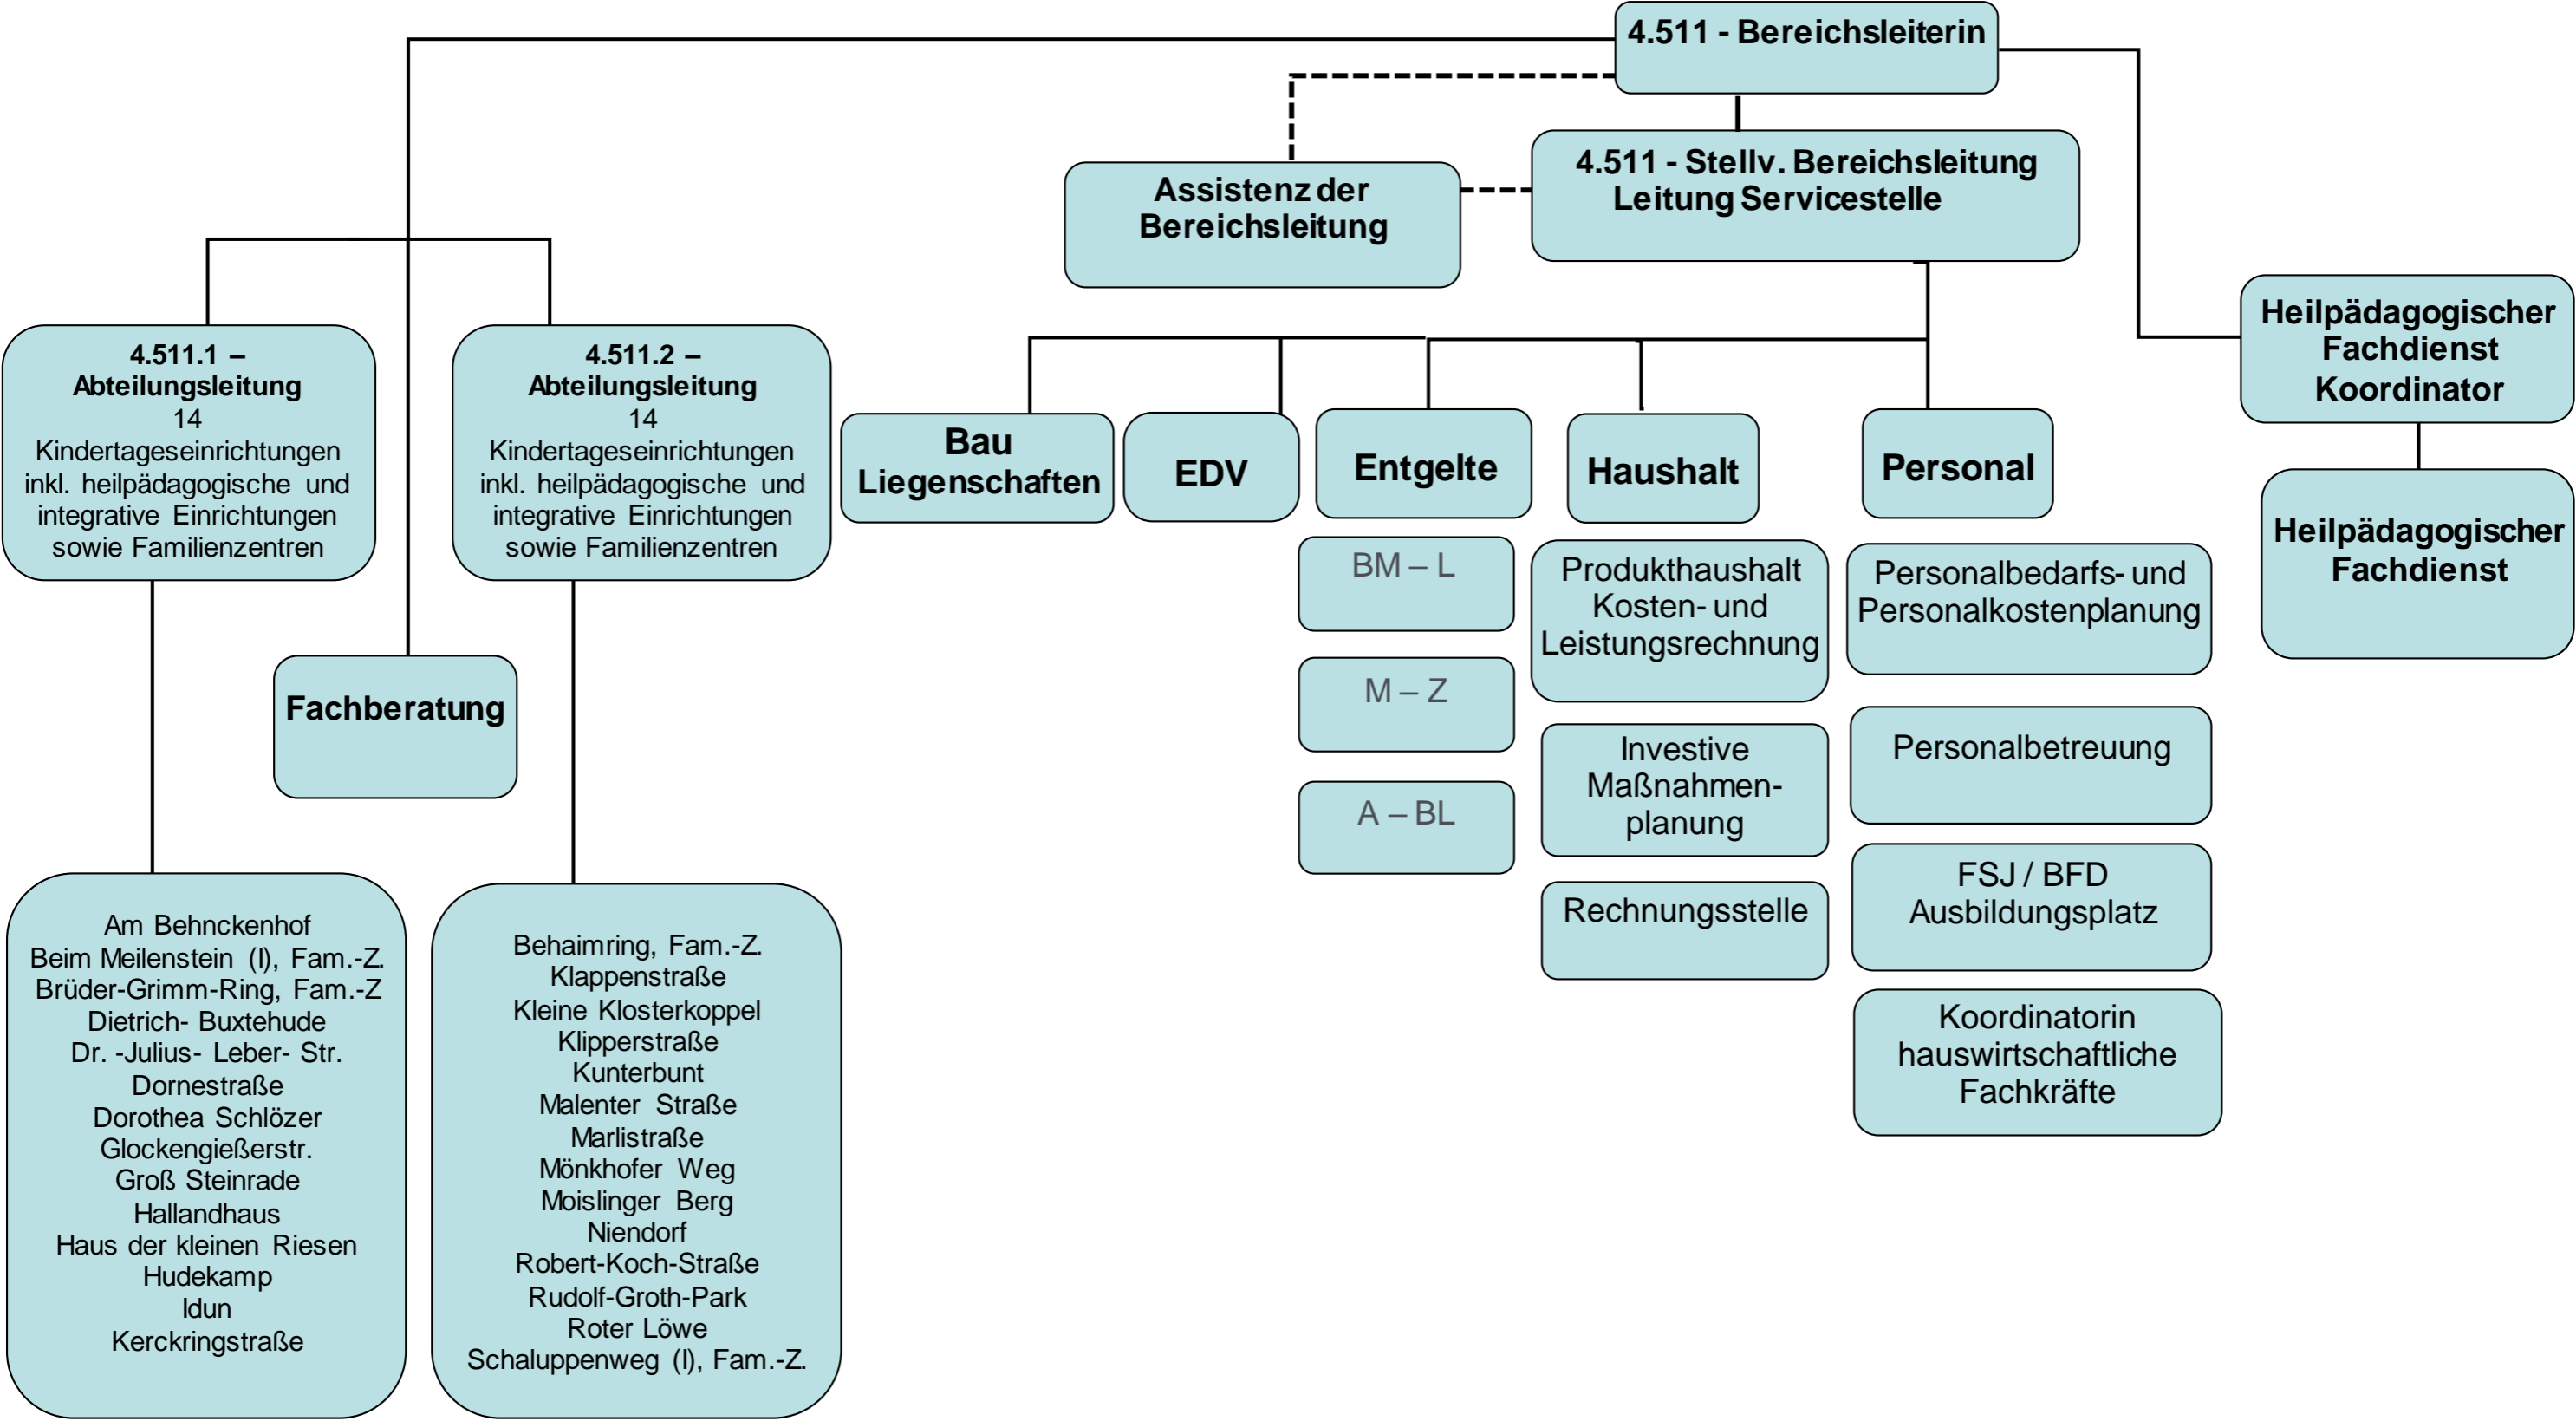 4.511 - Bereichsleiterin
4.511 - Stellv. Bereichsleitung
Leitung Servicestelle
Assistenz der
Bereichsleitung
4.511.1 –
Abteilungsleitung
14
Kindertageseinrichtungen
inkl. heilpädagogische und
integrative Einrichtungen
sowie Familienzentren
4.511.2 –
Abteilungsleitung
14
Kindertageseinrichtungen
inkl. heilpädagogische und
integrative Einrichtungen
sowie Familienzentren
Bau
Liegenschaften
EDV
Entgelte
Haushalt
Personal
Heilpädagogischer
Fachdienst
Koordinator
Heilpädagogischer
Fachdienst
BM – L
M – Z
A – BL
Produkthaushalt
Kosten- und
Leistungsrechnung
Investive
Maßnahmen-
planung
Rechnungsstelle
Personalbedarfs- und
Personalkostenplanung
Personalbetreuung
FSJ / BFD
Ausbildungsplatz
Koordinatorin
hauswirtschaftliche
Fachkräfte
Fachberatung
Am Behnckenhof
Beim Meilenstein (I), Fam.-Z.
Brüder-Grimm-Ring, Fam.-Z
Dietrich- Buxtehude
Dr. -Julius- Leber- Str.
Dornestraße
Dorothea Schlözer
Glockengießerstr.
Groß Steinrade
Hallandhaus
Haus der kleinen Riesen
Hudekamp
Idun
Kerckringstraße
Behaimring, Fam.-Z.
Klappenstraße
Kleine Klosterkoppel
Klipperstraße
Kunterbunt
Malenter Straße
Marlistraße
Mönkhofer Weg
Moislinger Berg
Niendorf
Robert-Koch-Straße
Rudolf-Groth-Park
Roter Löwe
Schaluppenweg (I), Fam.-Z.